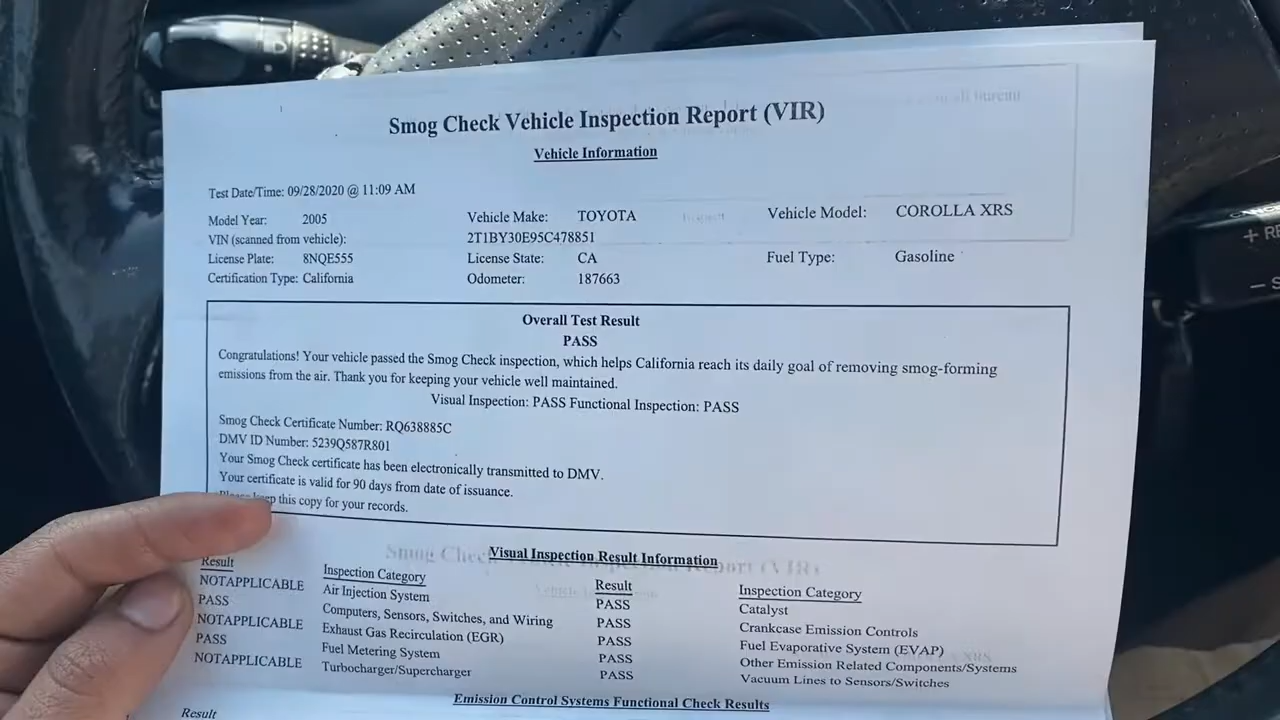 Smog Check Vehicle Inspection Report (VIR)
Vehicle Information
Test Date/Time: 09/28/2020 @ 11:09 AM
Model Year: 2005 Vehicle Make: TOYOTA Vehicle Model: COROLLA XRS
VIN (scanned from vehicle): 2T1BY30E95C478851
License Plate: 8NQE555 License State: CA Fuel Type: Gasoline
Certification Type: California Odometer: 187663
Overall Test Result
PASS
Congratulations! Your vehicle passed the Smog Check inspection, which helps California reach its daily goal of removing smog-forming
emissions from the air. Thank you for keeping your vehicle well maintained.
Visual Inspection: PASS Functional Inspection: PASS
Smog Check Certificate Number: RQ638885C
DMV ID Number: 5239Q587R801
Your Smog Check certificate has been electronically transmitted to DMV.
Your certificate is valid for 90 days from date of issuance.
Please keep this copy for your records.
Visual Inspection Result Information
Result Inspection Category Result Inspection Category
NOTAPPLICABLE Air Injection System PASS Catalyst
PASS Computers, Sensors, Switches, and Wiring PASS Crankcase Emission Controls
NOTAPPLICABLE Exhaust Gas Recirculation (EGR) PASS Fuel Evaporative System (EVAP)
PASS Fuel Metering System PASS Other Emission Related Components/Systems
NOTAPPLICABLE Turbocharger/Supercharger PASS Vacuum Lines to Sensors/Switches
Emission Control Systems Functional Check Results
Result
+ RE